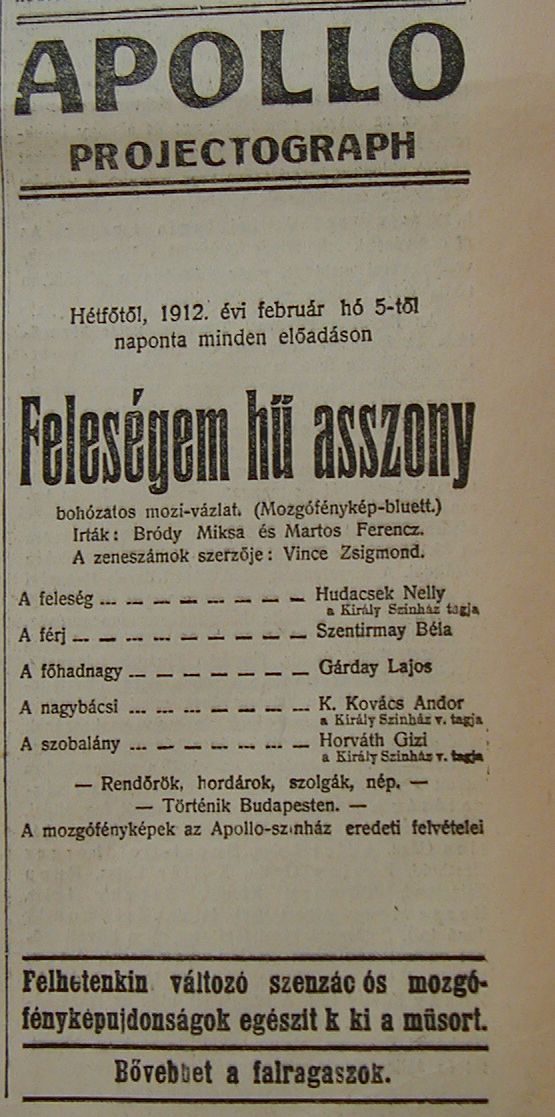 APOLLO
PROJECTOGRAPH
Hétfőtől, 1912. évi február hó 5-től
naponta minden előadáson
Feleségem hű asszony
bohózatos mozi-vázlat. (Mozgófénykép-bluett.)
Irták: Bródy Miksa és Martos Ferencz.
A zeneszámok szerzője: Vincze Zsigmond.
A feleség — — — — — — — Hudacsek Nelly
a Király Szinház tagja
A férj — — — — — — — — Szentirmay Béla
A főhadnagy — — — — — — Gárday Lajos
A nagybácsi — — — — — — K. Kovács Andor
a Király Szinház v. tagja
A szobalány — — — — — — Horváth Gizi
a Király Szinház v. tagja
— Rendőrök, hordárok, szolgák, nép. —
— Történik Budapesten. —
A mozgófényképek az Apollo-szinház eredeti felvételei
Felhetenkin változó szenzác ós mozgó-
fényképujdonságok egészit k ki a műsort.
Bővebbet a falragaszok.